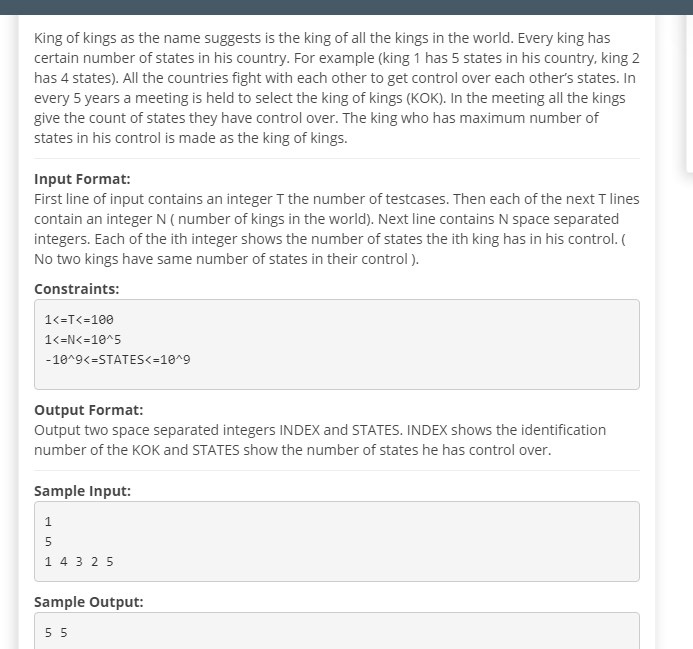 King of kings as the name suggests is the king of all the kings in the world. Every king has
certain number of states in his country. For example (king 1 has 5 states in his country, king 2
has 4 states). All the countries fight with each other to get control over each other's states. In
every 5 years a meeting is held to select the king of kings (KOK). In the meeting all the kings
give the count of states they have control over. The king who has maximum number of
states in his control is made as the king of kings.
Input Format:
First line of input contains an integer T the number of testcases. Then each of the next T lines
contain an integer N ( number of kings in the world). Next line contains N space separated
integers. Each of the ith integer shows the number of states the ith king has in his control. (
No two kings have same number of states in their control ).
Constraints:
1<=T<=100
1<=N<=10^5
-10^9<=STATES<=10^9
Output Format:
Output two space separated integers INDEX and STATES. INDEX shows the identification
number of the KOK and STATES show the number of states he has control over.
Sample Input:
1
5
1 4 3 2 5
Sample Output:
5 5